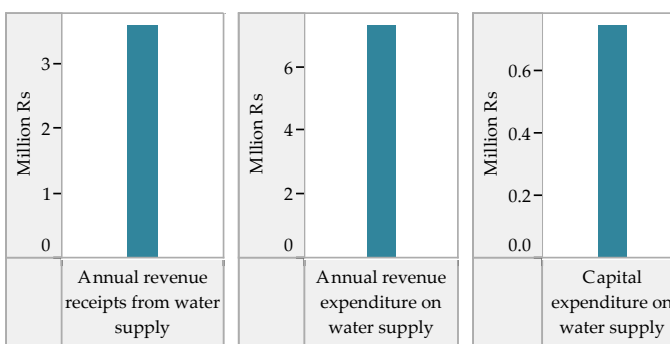 Million Rs
3
2
1
0
Annual revenue
receipts from water
supply
Million Rs
6
4
2
0
Annual revenue
expenditure on
water supply
Million Rs
0.6
0.4
0.2
0.0
Capital
expenditure on
water supply